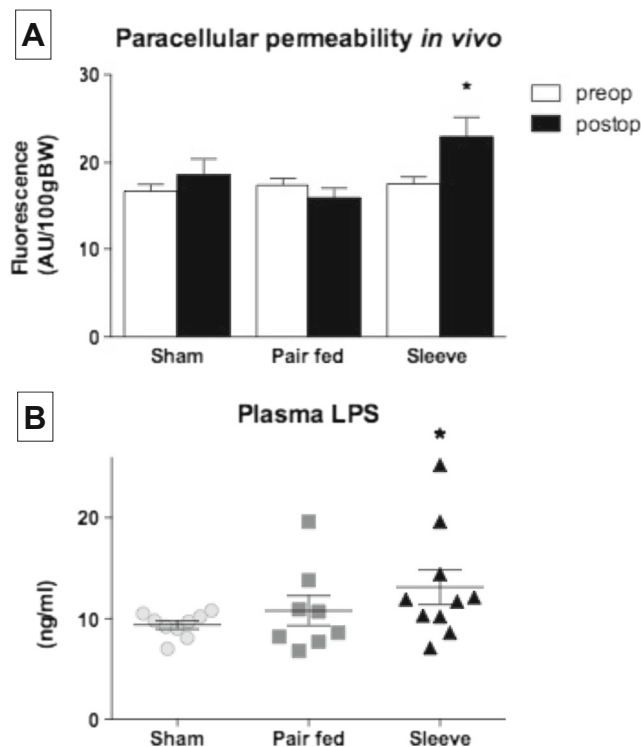 A
Paracellular permeability in vivo
Fluorescence
(AU/100gBW)
30
20
10
0
*
preop
postop
Sham Pair fed Sleeve
B
Plasma LPS
*
(ng/ml)
20
10
0
Sham Pair fed Sleeve